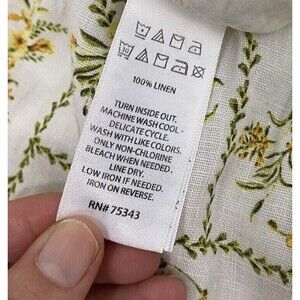 100% LINEN
TURN INSIDE OUT.
MACHINE WASH COOL -
DELICATE CYCLE.
WASH WITH LIKE COLORS.
ONLY NON-CHLORINE
BLEACH WHEN NEEDED.
LINE DRY.
LOW IRON IF NEEDED.
IRON ON REVERSE.
RN# 75343